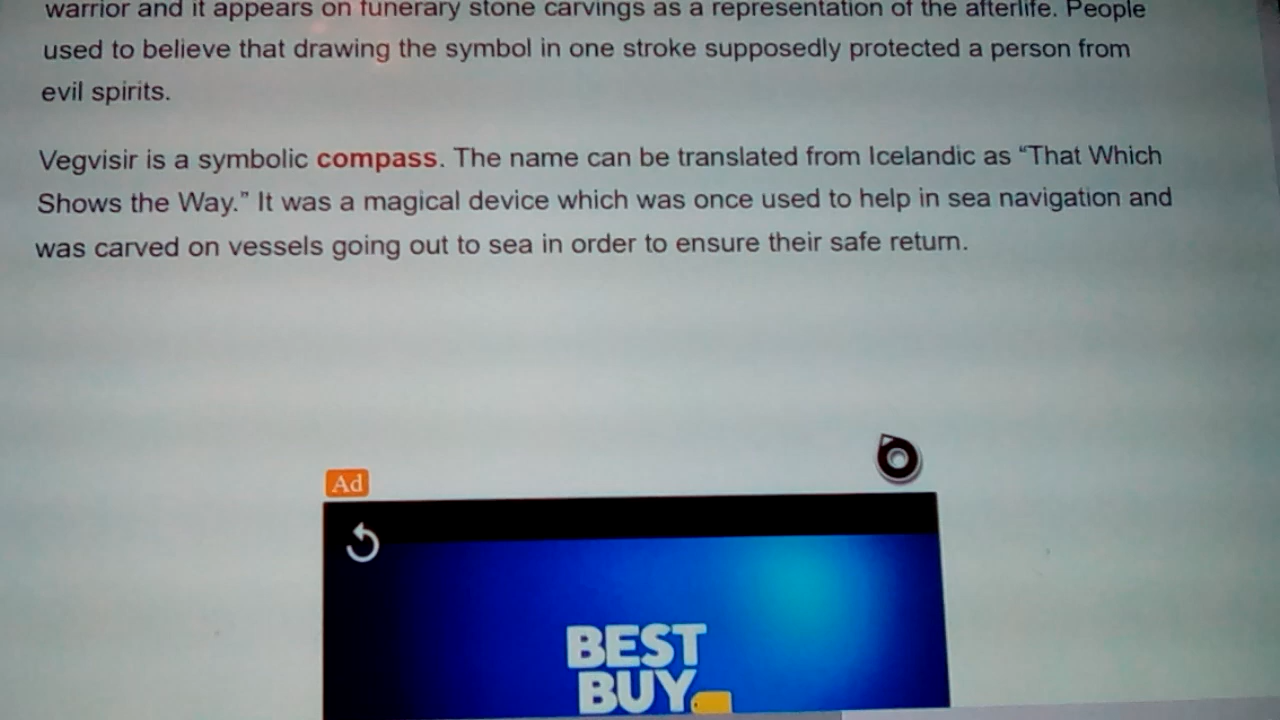 warrior and it appears on funerary stone carvings as a representation of the afterlife. People
used to believe that drawing the symbol in one stroke supposedly protected a person from
evil spirits.
Vegvisir is a symbolic compass. The name can be translated from Icelandic as “That Which
Shows the Way.” It was a magical device which was once used to help in sea navigation and
was carved on vessels going out to sea in order to ensure their safe return.
Ad
BEST
BUY